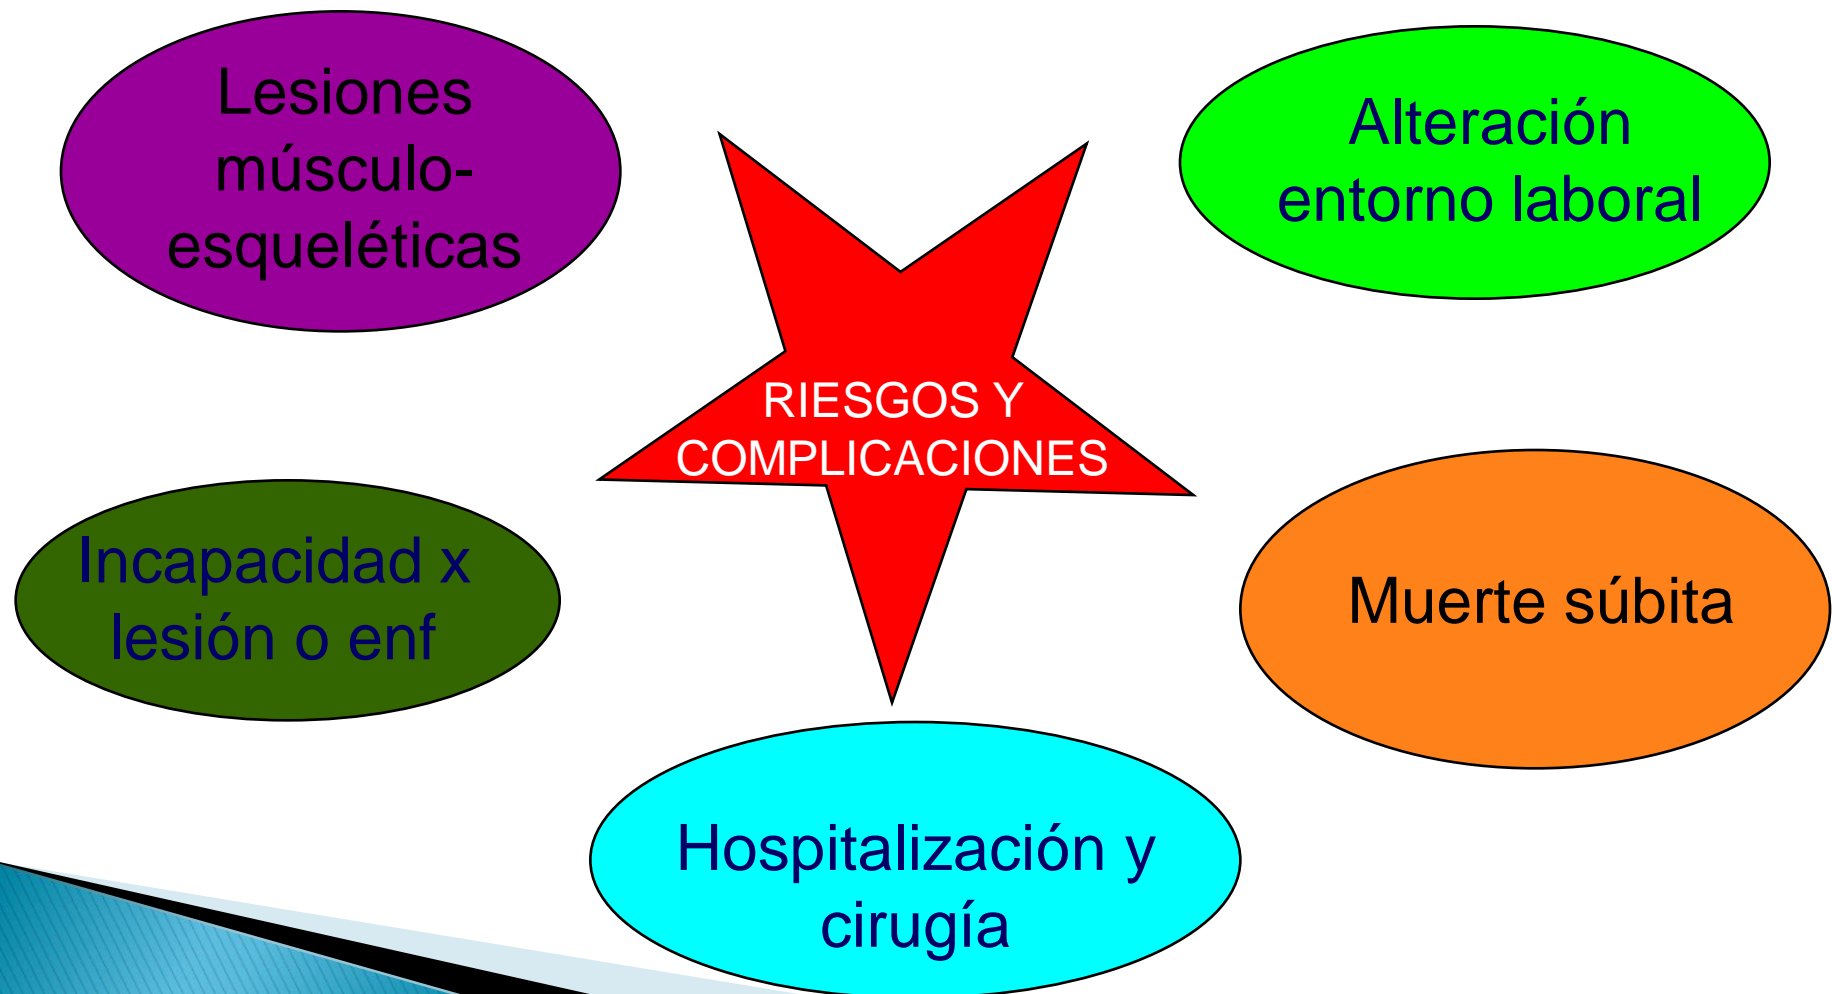 Lesiones
músculo-
esqueléticas
Alteración
entorno laboral
RIESGOS Y
COMPLICACIONES
Incapacidad x
lesión o enf
Muerte súbita
Hospitalización y
cirugía